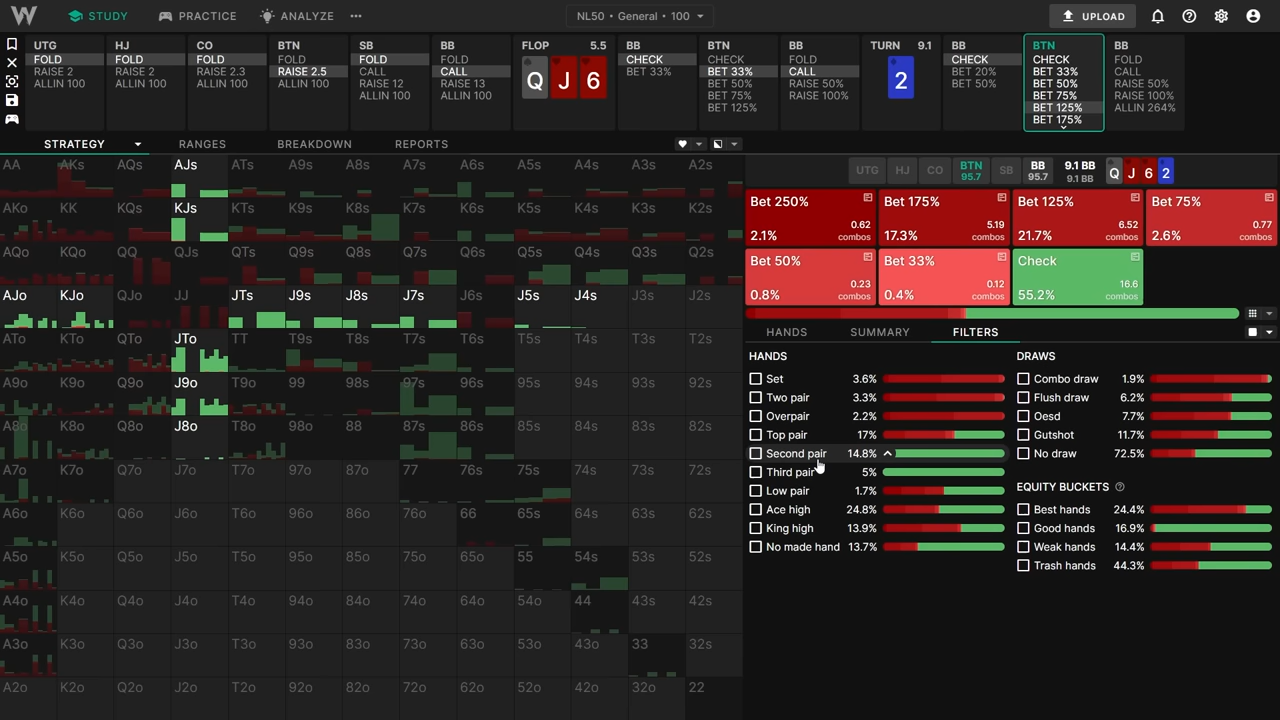 W STUDY PRACTICE ANALYZE ••• NL50 • General • 100 UPLOAD
UTG
FOLD
RAISE 2
ALLIN 100
HJ
FOLD
RAISE 2
ALLIN 100
CO
FOLD
RAISE 2.3
ALLIN 100
BTN
FOLD
RAISE 2.5
ALLIN 100
SB
FOLD
CALL
RAISE 12
ALLIN 100
BB
FOLD
CALL
RAISE 13
ALLIN 100
FLOP 5.5
Q J 6
BB
CHECK
BET 33%
BTN
CHECK
BET 33%
BET 50%
BET 75%
BET 125%
BB
FOLD
CALL
RAISE 50%
RAISE 100%
TURN 9.1
2
BB
CHECK
BET 20%
BET 50%
BTN
CHECK
BET 33%
BET 50%
BET 75%
BET 125%
BET 175%
BB
FOLD
CALL
RAISE 50%
RAISE 100%
ALLIN 264%
STRATEGY RANGES BREAKDOWN REPORTS
AA AKs AQs AJs ATs A9s A8s A7s A6s A5s A4s A3s A2s
AKo KK KQs KJs KTs K9s K8s K7s K6s K5s K4s K3s K2s
AQo KQo QQ QJs QTs Q9s Q8s Q7s Q6s Q5s Q4s Q3s Q2s
AJo KJo QJo JJ JTs J9s J8s J7s J6s J5s J4s J3s J2s
ATo KTo QTo JTo TT T9s T8s T7s T6s T5s T4s T3s T2s
A9o K9o Q9o J9o T9o 99 98s 97s 96s 95s 94s 93s 92s
A8o K8o Q8o J8o T8o 98o 88 87s 86s 85s 84s 83s 82s
A7o K7o Q7o J7o T7o 97o 87o 77 76s 75s 74s 73s 72s
A6o K6o Q6o J6o T6o 96o 86o 76o 66 65s 64s 63s 62s
A5o K5o Q5o J5o T5o 95o 85o 75o 65o 55 54s 53s 52s
A4o K4o Q4o J4o T4o 94o 84o 74o 64o 54o 44 43s 42s
A3o K3o Q3o J3o T3o 93o 83o 73o 63o 53o 43o 33 32s
A2o K2o Q2o J2o T2o 92o 82o 72o 62o 52o 42o 32o 22
UTG HJ CO BTN 95.7 SB BB 95.7 9.1 BB 9.1 BB Q J 6 2
Bet 250%
0.62
2.1% combos
Bet 175%
5.19
17.3% combos
Bet 125%
6.52
21.7% combos
Bet 75%
0.77
2.6% combos
Bet 50%
0.23
0.8% combos
Bet 33%
0.12
0.4% combos
Check
16.6
55.2% combos
HANDS SUMMARY FILTERS
HANDS
Set 3.6%
Two pair 3.3%
Overpair 2.2%
Top pair 17%
Second pair 14.8%
Third pair 5%
Low pair 1.7%
Ace high 24.8%
King high 13.9%
No made hand 13.7%
DRAWS
Combo draw 1.9%
Flush draw 6.2%
Oesd 7.7%
Gutshot 11.7%
No draw 72.5%
EQUITY BUCKETS
Best hands 24.4%
Good hands 16.9%
Weak hands 14.4%
Trash hands 44.3%